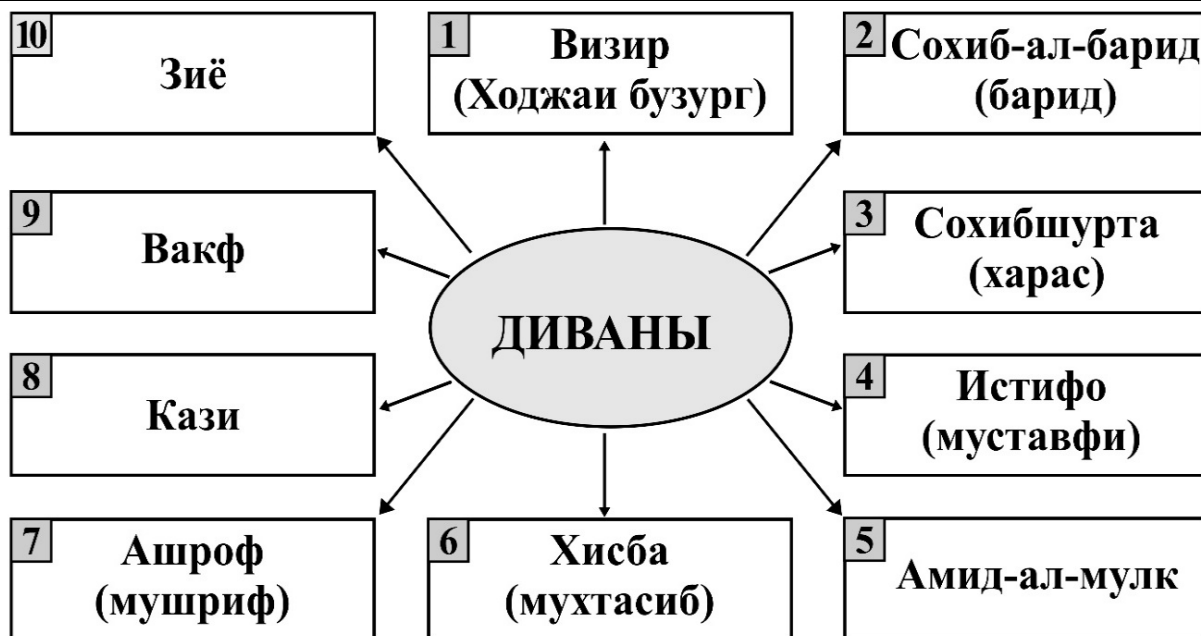 10
Зиё
1
Визир
(Ходжаи бузург)
2
Сохиб-ал-барид
(барид)
9
Вакф
3
Сохибшурта
(харас)
ДИВАНЫ
8
Кази
4
Истифо
(муставфи)
7
Ашроф
(мушриф)
6
Хисба
(мухтасиб)
5
Амид-ал-мулк